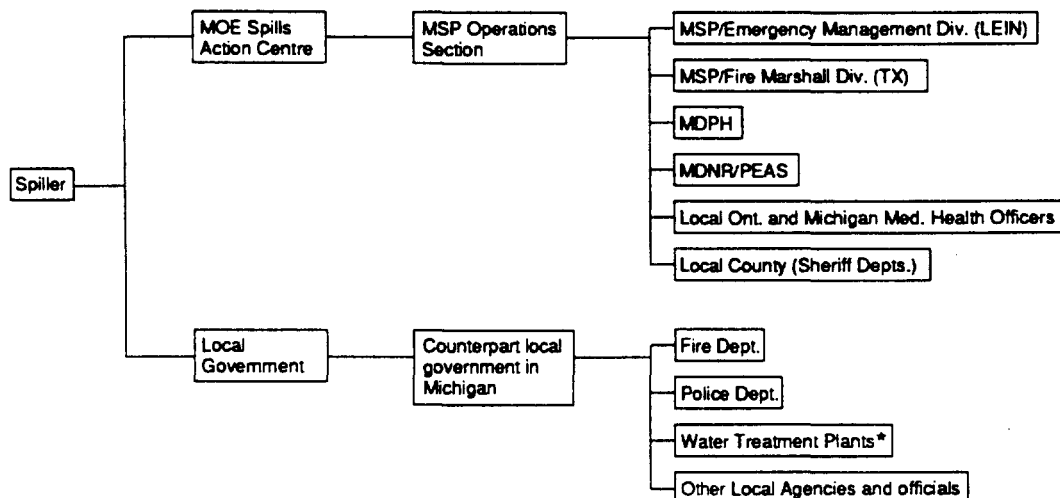 MOE Spills
Action Centre
MSP Operations
Section
MSP/Emergency Management Div. (LEIN)
MSP/Fire Marshall Div. (TX)
MDPH
MDNR/PEAS
Local Ont. and Michigan Med. Health Officers
Local County (Sheriff Depts.)
Spiller
Local
Government
Counterpart local
government in
Michigan
Fire Dept.
Police Dept.
Water Treatment Plants*
Other Local Agencies and officials